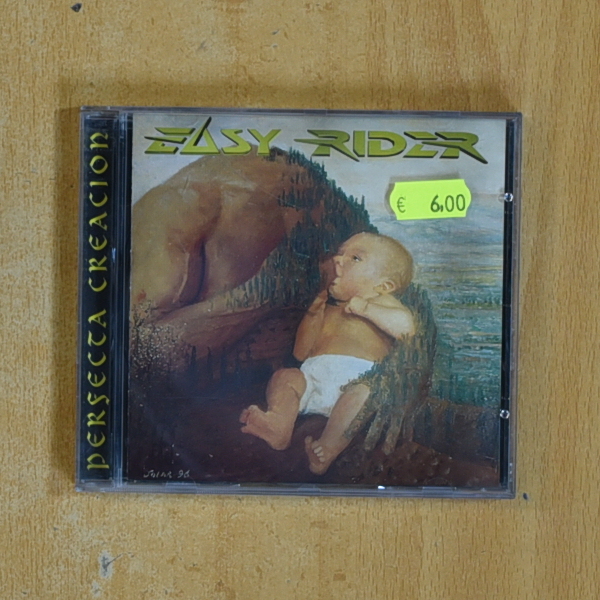 EASY RIDER
€ 6.00
PERFECTA CREACION